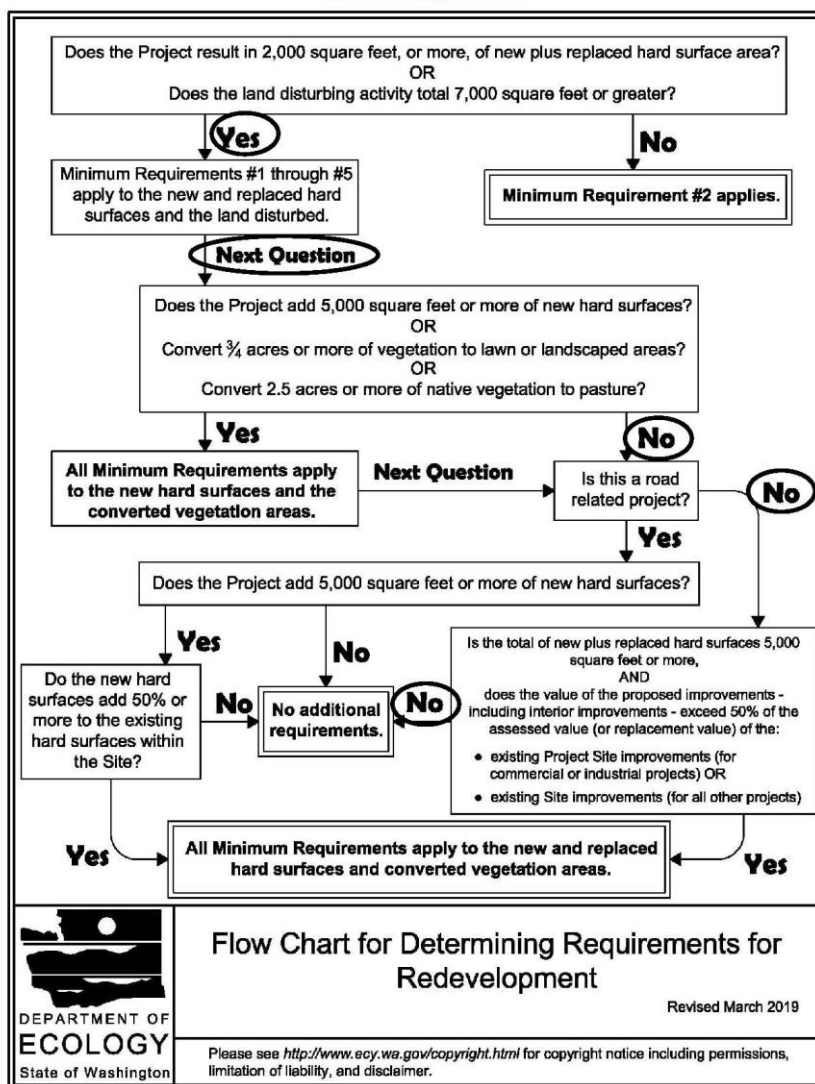 Does the Project result in 2,000 square feet, or more, of new plus replaced hard surface area?
OR
Does the land disturbing activity total 7,000 square feet or greater?
Yes
No
Minimum Requirements #1 through #5
apply to the new and replaced hard
surfaces and the land disturbed.
Minimum Requirement #2 applies.
Next Question
Does the Project add 5,000 square feet or more of new hard surfaces?
OR
Convert ¾ acres or more of vegetation to lawn or landscaped areas?
OR
Convert 2.5 acres or more of native vegetation to pasture?
Yes
No
All Minimum Requirements apply
to the new hard surfaces and the
converted vegetation areas.
Next Question
Is this a road
related project?
No
Yes
Does the Project add 5,000 square feet or more of new hard surfaces?
Yes
No
Do the new hard
surfaces add 50% or
more to the existing
hard surfaces within
the Site?
No
No additional
requirements.
No
Is the total of new plus replaced hard surfaces 5,000
square feet or more,
AND
does the value of the proposed improvements -
including interior improvements - exceed 50% of the
assessed value (or replacement value) of the:
• existing Project Site improvements (for
commercial or industrial projects) OR
• existing Site improvements (for all other projects)
Yes
All Minimum Requirements apply to the new and replaced
hard surfaces and converted vegetation areas.
Yes
DEPARTMENT OF
ECOLOGY
State of Washington
Flow Chart for Determining Requirements for
Redevelopment
Revised March 2019
Please see http://www.ecy.wa.gov/copyright.html for copyright notice including permissions,
limitation of liability, and disclaimer.